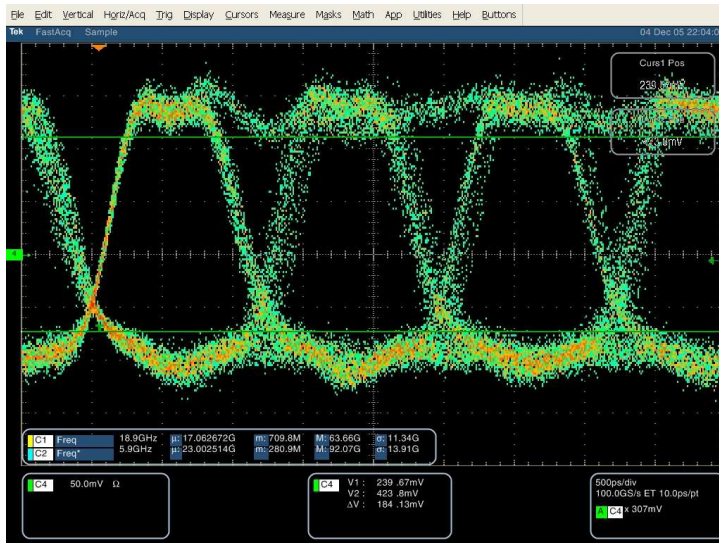 File Edit Vertical Horiz/Acq Trig Display Cursors Measure Masks Math App Utilities Help Buttons
Tek FastAcq Sample 04 Dec 05 22:04:0
Curs1 Pos
4
C1 Freq 18.9GHz µ: 17.062672G m: 709.8M M: 63.66G σ: 11.34G
C2 Freq* 5.9GHz µ: 23.002514G m: 280.9M M: 92.07G σ: 13.91G
C4 50.0mV Ω
C4 V1 : 239 .67mV
V2 : 423 .8mV
ΔV : 184 .13mV
500ps/div
100.0GS/s ET 10.0ps/pt
A C4 x 307mV